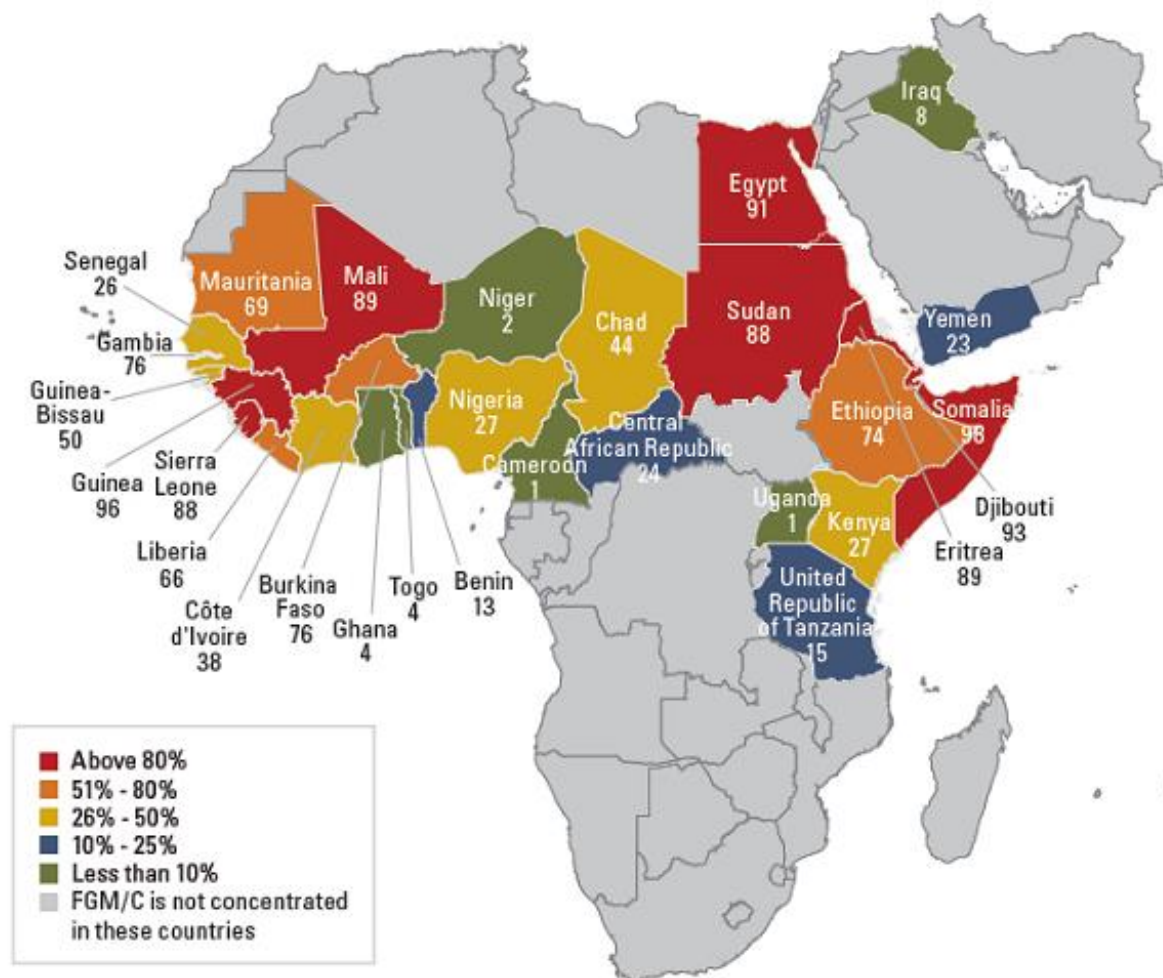 Iraq
8
Egypt
91
Senegal
26
Mauritania
69
Mali
89
Niger
2
Chad
44
Sudan
88
Yemen
23
Gambia
76
Guinea-
Bissau
50
Guinea
96
Sierra
Leone
88
Nigeria
27
Central
African Republic
24
Cameroon
1
Ethiopia
74
Somalia
98
Uganda
1
Kenya
27
Djibouti
93
Eritrea
89
Liberia
66
Côte
d'Ivoire
38
Burkina
Faso
76
Ghana
4
Togo
4
Benin
13
United
Republic
of Tanzania
15
Above 80%
51% - 80%
26% - 50%
10% - 25%
Less than 10%
FGM/C is not concentrated
in these countries